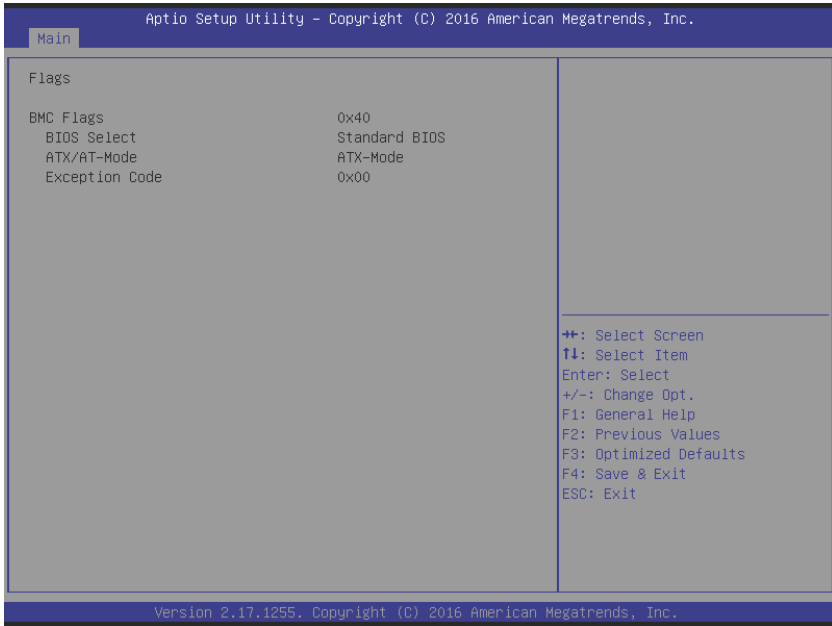 Aptio Setup Utility – Copyright (C) 2016 American Megatrends, Inc.
Main
Flags
BMC Flags 0x40
BIOS Select Standard BIOS
ATX/AT-Mode ATX-Mode
Exception Code 0x00
→←: Select Screen
↑↓: Select Item
Enter: Select
+/-: Change Opt.
F1: General Help
F2: Previous Values
F3: Optimized Defaults
F4: Save & Exit
ESC: Exit
Version 2.17.1255. Copyright (C) 2016 American Megatrends, Inc.